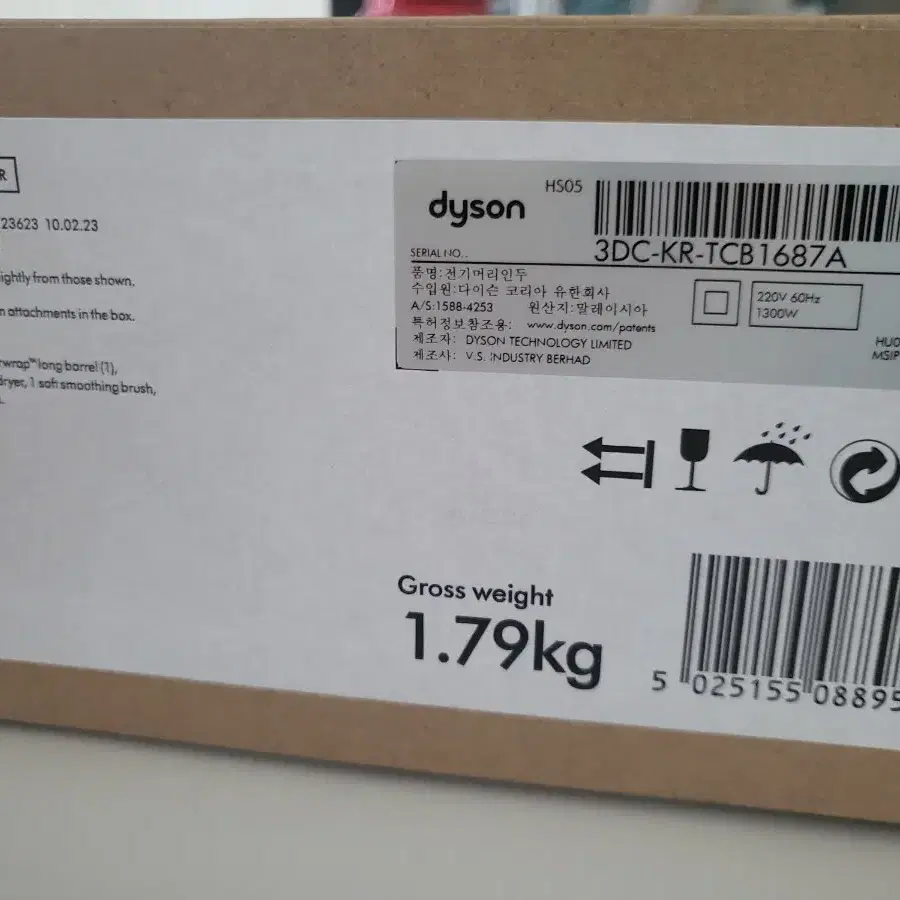 R
23623 10.02.23
ightly from those shown.
n attachments in the box.
rwrap™ long barrel (1),
dryer, 1 soft smoothing brush,
dyson
HS05
SERIAL NO..
3DC-KR-TCB1687A
품명:전기머리인두
수입원:다이슨 코리아 유한회사
A/S:1588-4253 원산지:말레이시아
특허정보참조용: www.dyson.com/patents
제조자: DYSON TECHNOLOGY LIMITED
제조사: V.S. INDUSTRY BERHAD
220V 60Hz
1300W
HU0
MSIP
Gross weight
1.79kg
5 025155 08895